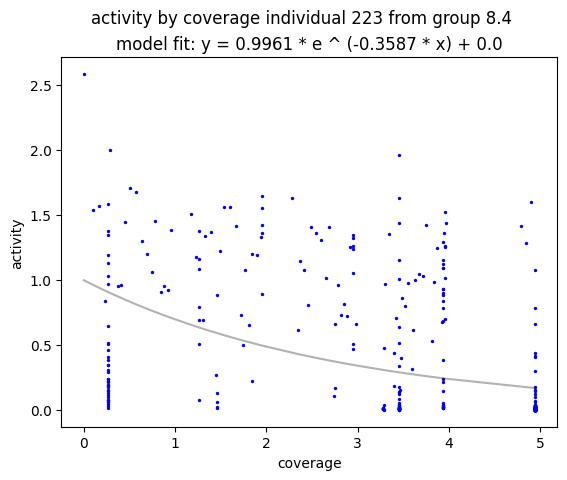 activity by coverage individual 223 from group 8.4
model fit: y = 0.9961 * e ^ (-0.3587 * x) + 0.0
2.5
2.0
1.5
1.0
0.5
0.0
activity
0 1 2 3 4 5
coverage